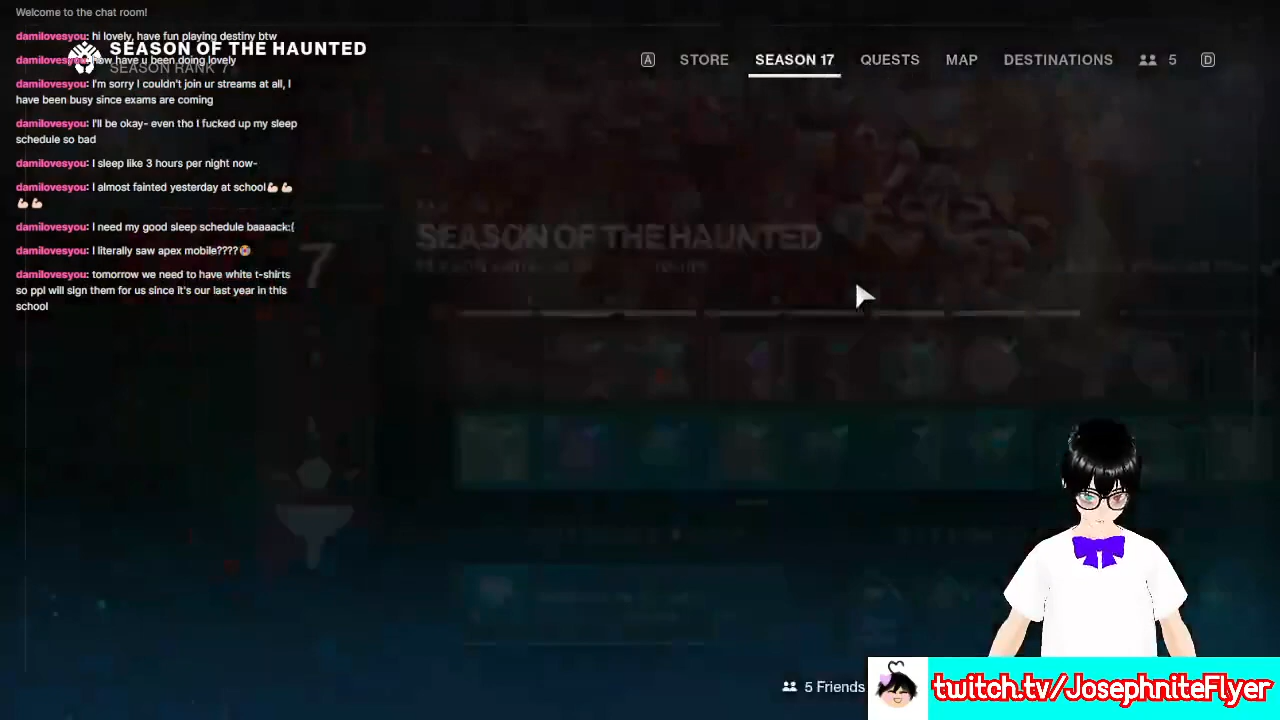 Welcome to the chat room!
damilovesyou: hi lovely, have fun playing destiny btw
SEASON OF THE HAUNTED
damilovesyou: how have u been doing lovely
SEASON RANK 7
A STORE SEASON 17 QUESTS MAP DESTINATIONS 5 D
damilovesyou: I'm sorry I couldn't join ur streams at all, I
have been busy since exams are coming
damilovesyou: I'll be okay- even tho I fucked up my sleep
schedule so bad
damilovesyou: I sleep like 3 hours per night now-
damilovesyou: I almost fainted yesterday at school💪🏻💪🏻
💪🏻💪🏻
damilovesyou: I need my good sleep schedule baaaack:(
damilovesyou: I literally saw apex mobile????😭
damilovesyou: tomorrow we need to have white t-shirts
so ppl will sign them for us since it's our last year in this
school
7
SEASON OF THE HAUNTED
5 Friends
twitch.tv/JosephniteFlyer